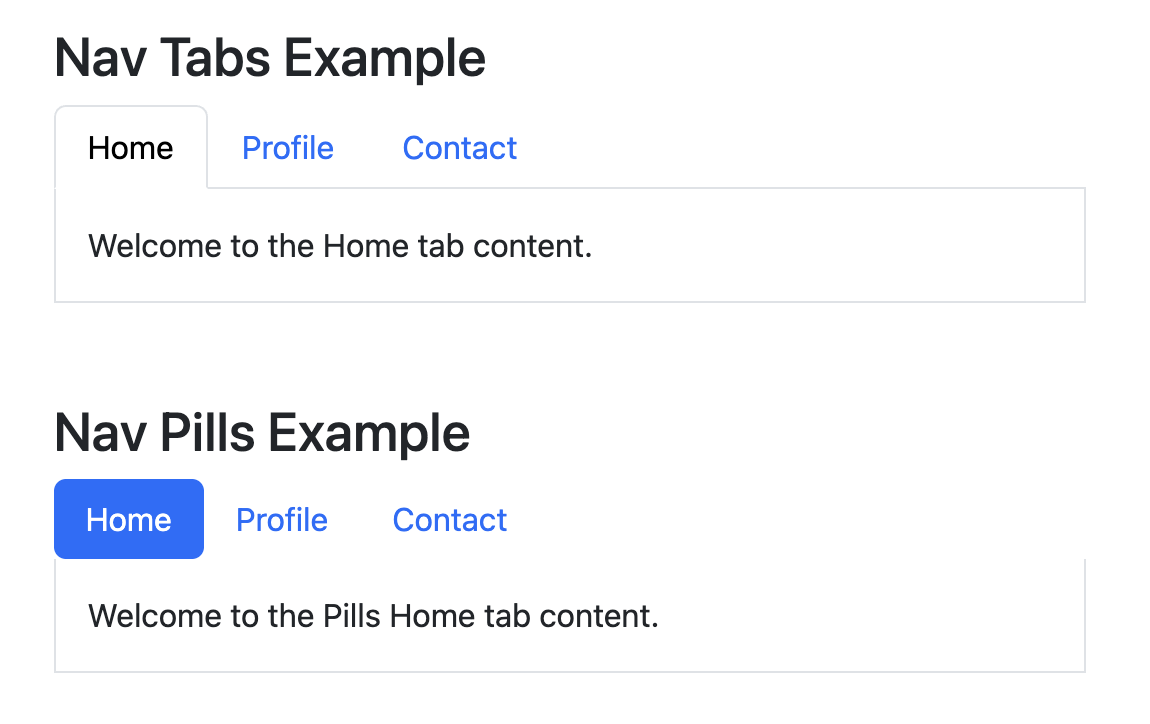 Nav Tabs Example
Home Profile Contact
Welcome to the Home tab content.
Nav Pills Example
Home Profile Contact
Welcome to the Pills Home tab content.